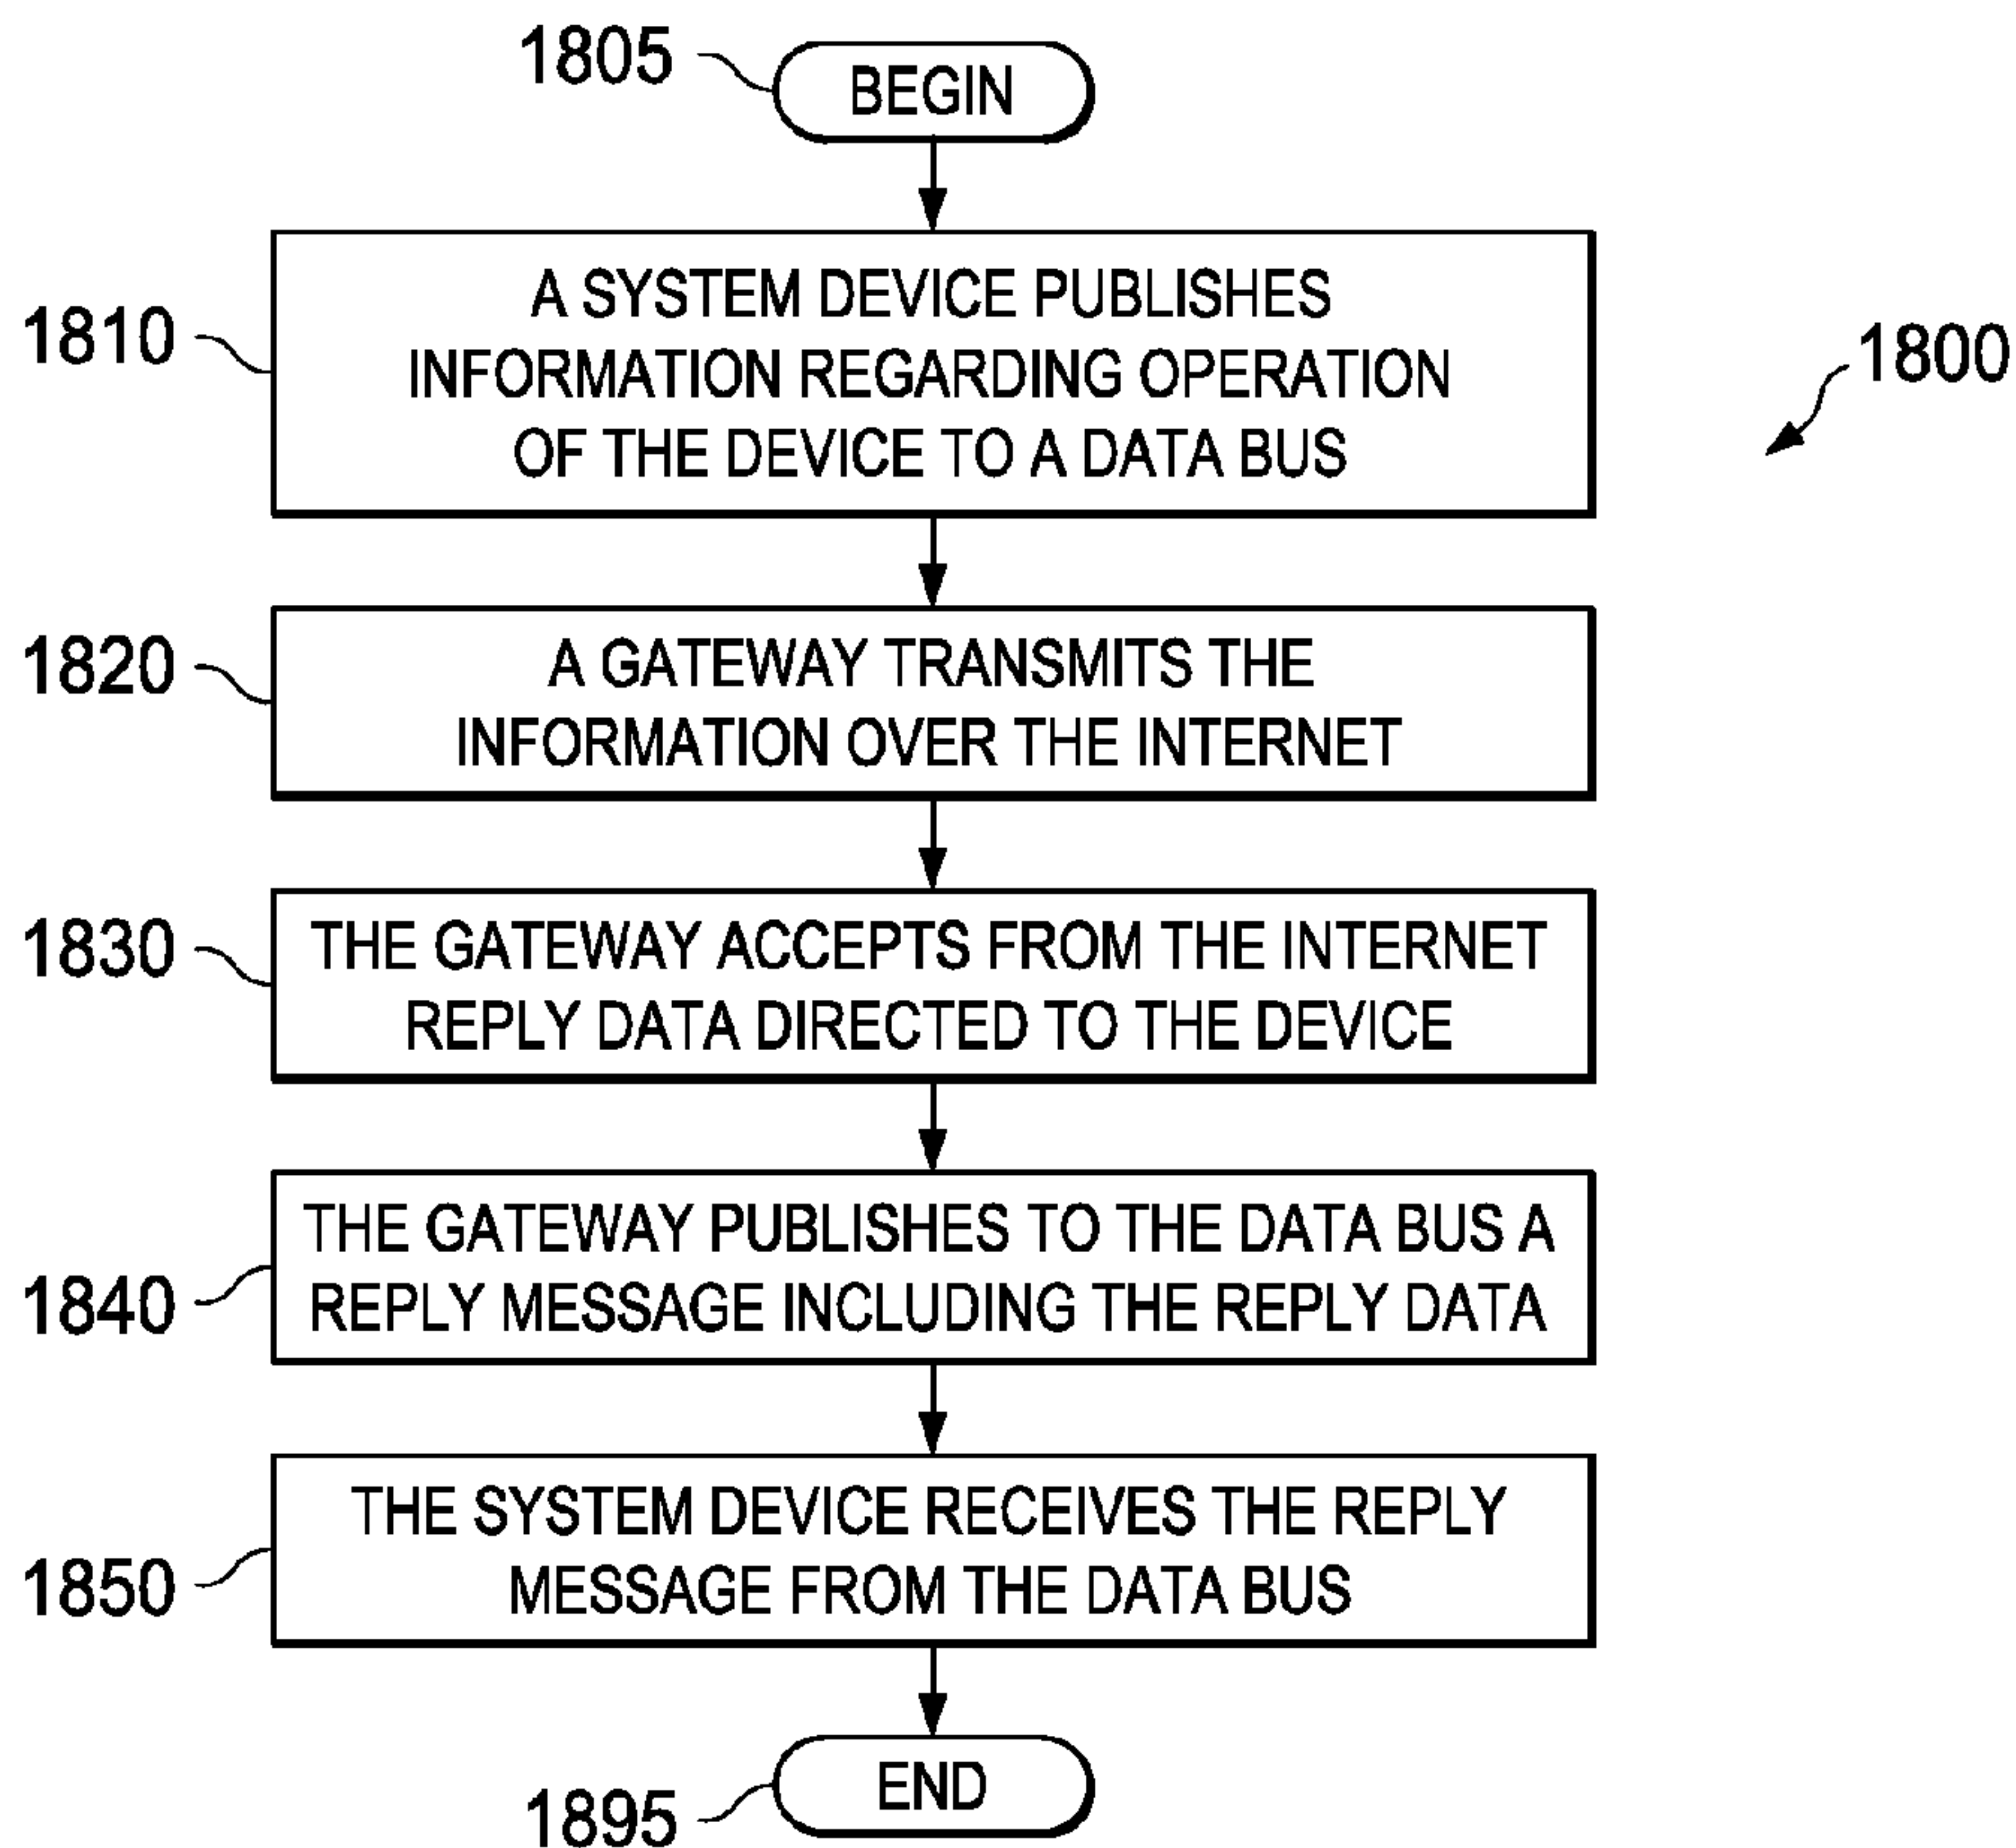 1805
BEGIN
1810
A SYSTEM DEVICE PUBLISHES
INFORMATION REGARDING OPERATION
OF THE DEVICE TO A DATA BUS
1800
1820
A GATEWAY TRANSMITS THE
INFORMATION OVER THE INTERNET
1830
THE GATEWAY ACCEPTS FROM THE INTERNET
REPLY DATA DIRECTED TO THE DEVICE
1840
THE GATEWAY PUBLISHES TO THE DATA BUS A
REPLY MESSAGE INCLUDING THE REPLY DATA
1850
THE SYSTEM DEVICE RECEIVES THE REPLY
MESSAGE FROM THE DATA BUS
1895
END